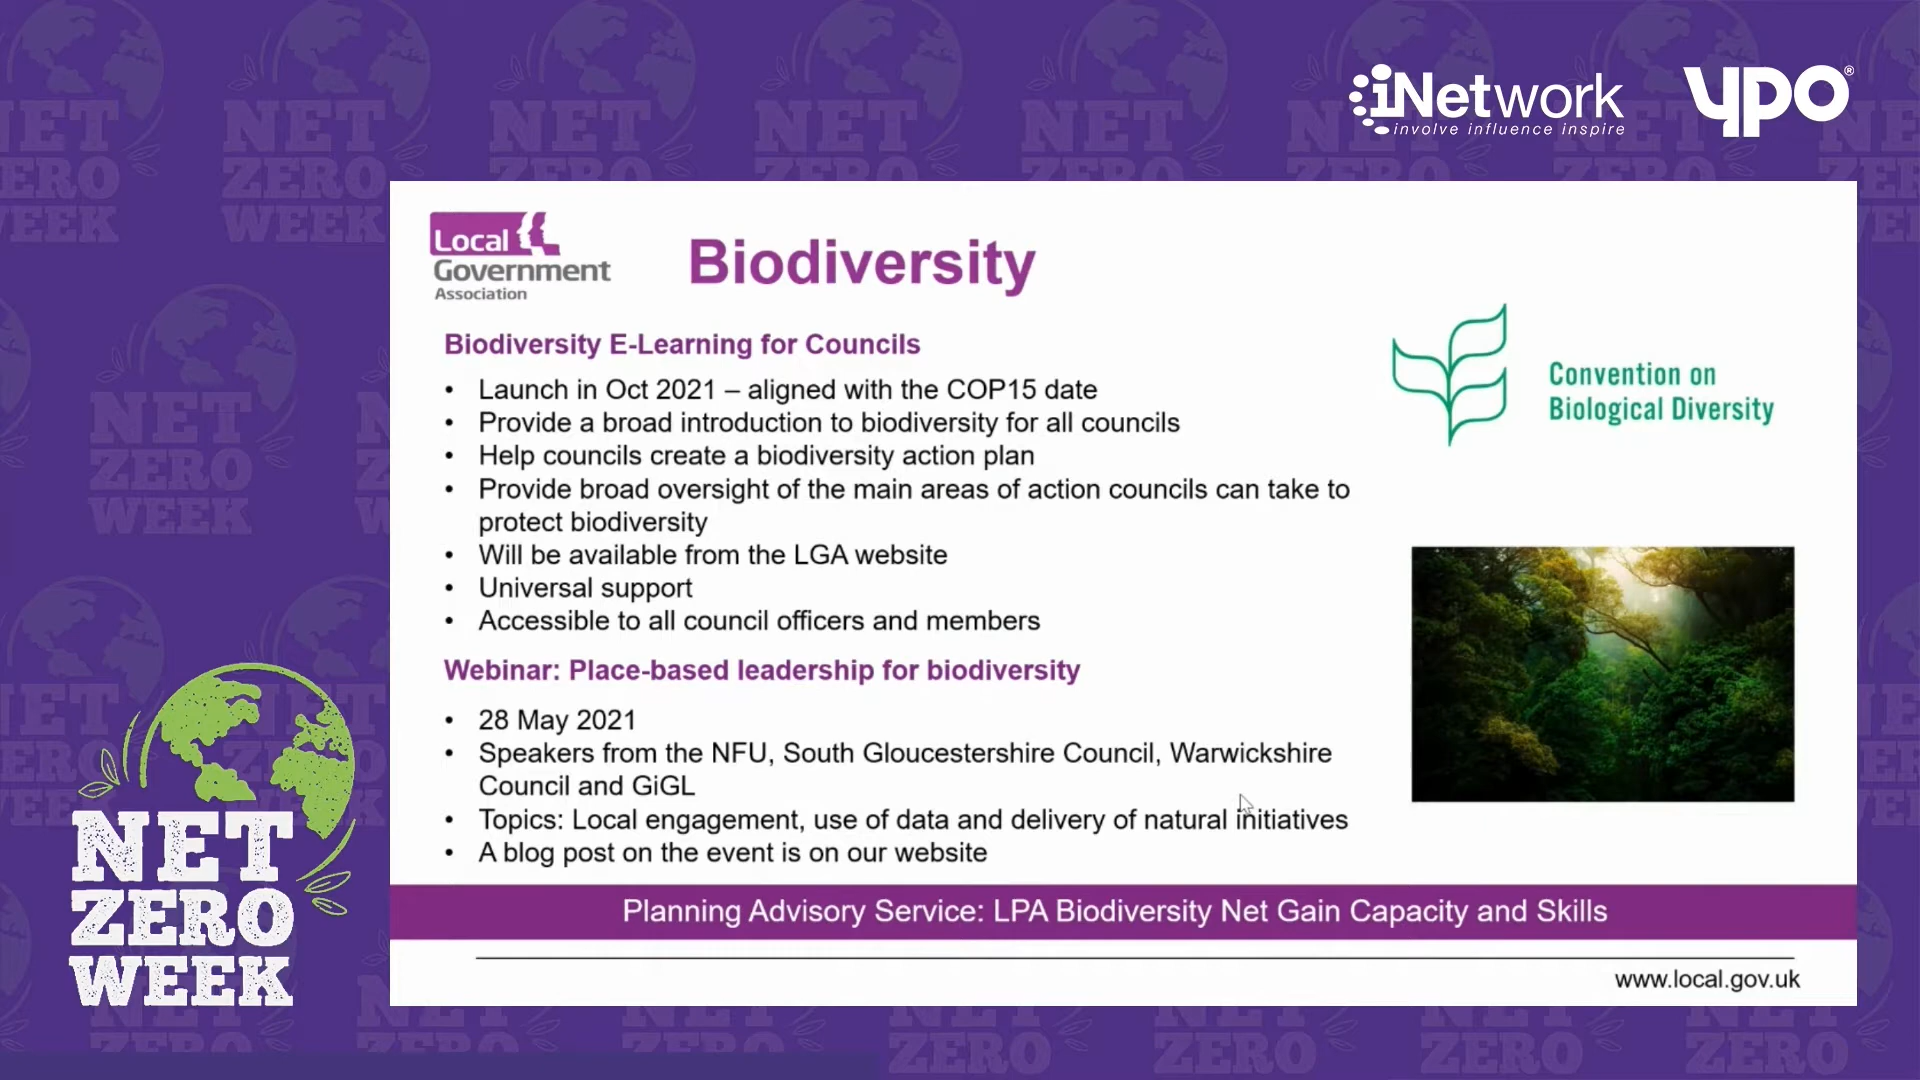 iNetwork
involve influence inspire
ypo®
Local
Government
Association
Biodiversity
Biodiversity E-Learning for Councils
• Launch in Oct 2021 – aligned with the COP15 date
• Provide a broad introduction to biodiversity for all councils
• Help councils create a biodiversity action plan
• Provide broad oversight of the main areas of action councils can take to
protect biodiversity
• Will be available from the LGA website
• Universal support
• Accessible to all council officers and members
Convention on
Biological Diversity
Webinar: Place-based leadership for biodiversity
• 28 May 2021
• Speakers from the NFU, South Gloucestershire Council, Warwickshire
Council and GiGL
• Topics: Local engagement, use of data and delivery of natural initiatives
• A blog post on the event is on our website
Planning Advisory Service: LPA Biodiversity Net Gain Capacity and Skills
www.local.gov.uk
NET
ZERO
WEEK